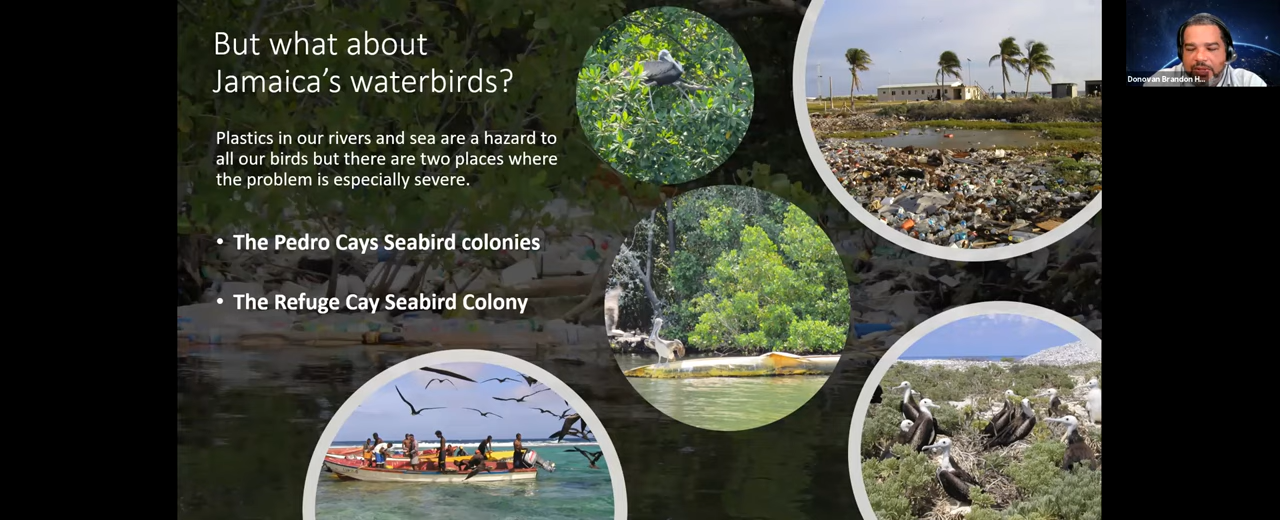 But what about
Jamaica's waterbirds?
Plastics in our rivers and sea are a hazard to
all our birds but there are two places where
the problem is especially severe.
• The Pedro Cays Seabird colonies
• The Refuge Cay Seabird Colony
Donovan Brandon H...